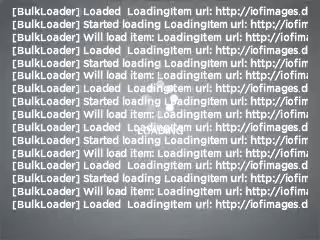 [BulkLoader] Loaded LoadingItem url: http://iofimages.d
[BulkLoader] Started loading LoadingItem url: http://iofim
[BulkLoader] Will load item: LoadingItem url: http://iofima
[BulkLoader] Loaded LoadingItem url: http://iofimages.d
[BulkLoader] Started loading LoadingItem url: http://iofim
[BulkLoader] Will load item: LoadingItem url: http://iofima
[BulkLoader] Loaded LoadingItem url: http://iofimages.d
[BulkLoader] Started loading LoadingItem url: http://iofim
[BulkLoader] Will load item: LoadingItem url: http://iofima
[BulkLoader] Loaded LoadingItem url: http://iofimages.d
LOADING
[BulkLoader] Started loading LoadingItem url: http://iofim
[BulkLoader] Will load item: LoadingItem url: http://iofima
[BulkLoader] Loaded LoadingItem url: http://iofimages.d
[BulkLoader] Started loading LoadingItem url: http://iofim
[BulkLoader] Will load item: LoadingItem url: http://iofima
[BulkLoader] Loaded LoadingItem url: http://iofimages.d